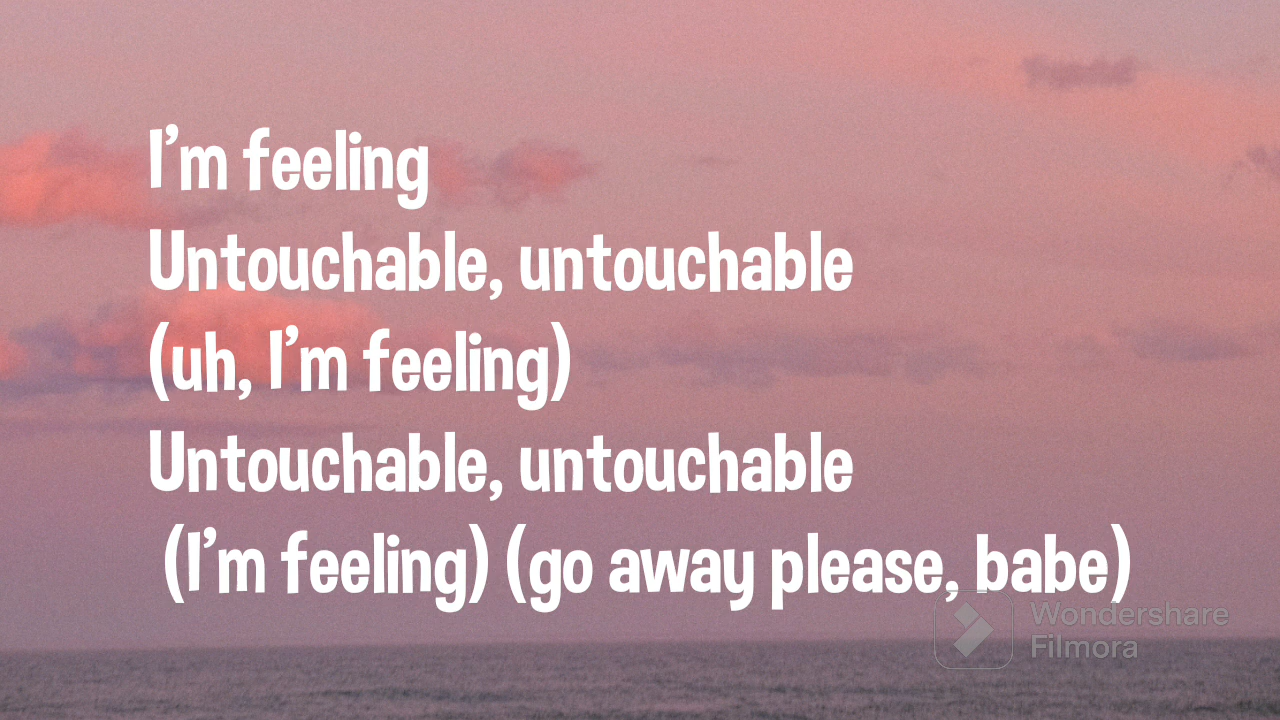 I'm feeling
Untouchable, untouchable
(uh, I'm feeling)
Untouchable, untouchable
(I'm feeling) (go away please, babe)
Wondershare
Filmora